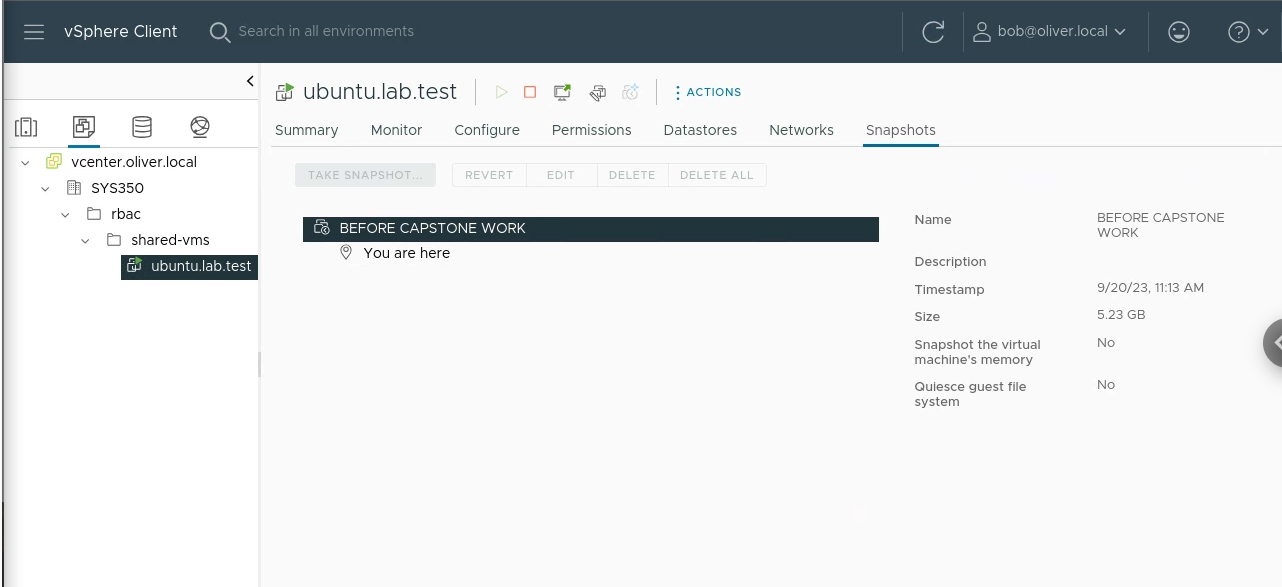 vSphere Client
Search in all environments
bob@oliver.local
ubuntu.lab.test
ACTIONS
Summary Monitor Configure Permissions Datastores Networks Snapshots
vcenter.oliver.local
SYS350
rbac
shared-vms
ubuntu.lab.test
TAKE SNAPSHOT... REVERT EDIT DELETE DELETE ALL
BEFORE CAPSTONE WORK
You are here
Name BEFORE CAPSTONE
WORK
Description
Timestamp 9/20/23, 11:13 AM
Size 5.23 GB
Snapshot the virtual No
machine's memory
Quiesce guest file No
system